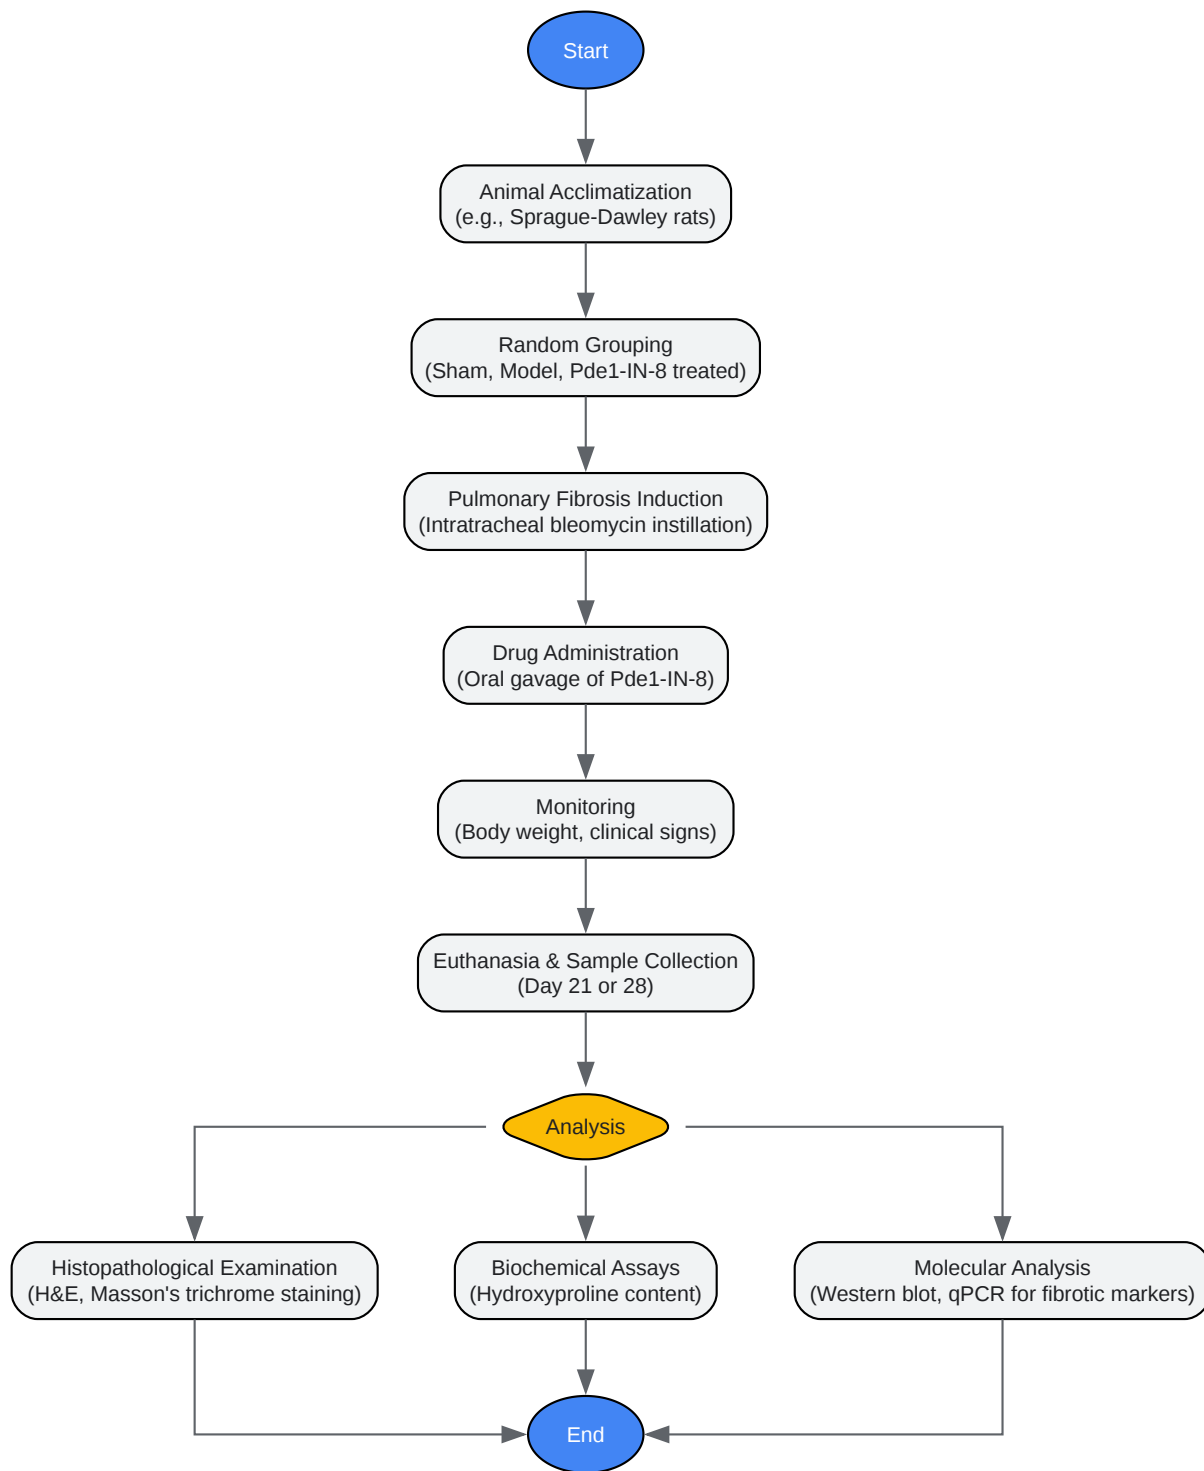 Start
Animal Acclimatization
(e.g., Sprague-Dawley rats)
Random Grouping
(Sham, Model, Pde1-IN-8 treated)
Pulmonary Fibrosis Induction
(Intratracheal bleomycin instillation)
Drug Administration
(Oral gavage of Pde1-IN-8)
Monitoring
(Body weight, clinical signs)
Euthanasia & Sample Collection
(Day 21 or 28)
Analysis
Histopathological Examination
(H&E, Masson's trichrome staining)
Biochemical Assays
(Hydroxyproline content)
Molecular Analysis
(Western blot, qPCR for fibrotic markers)
End